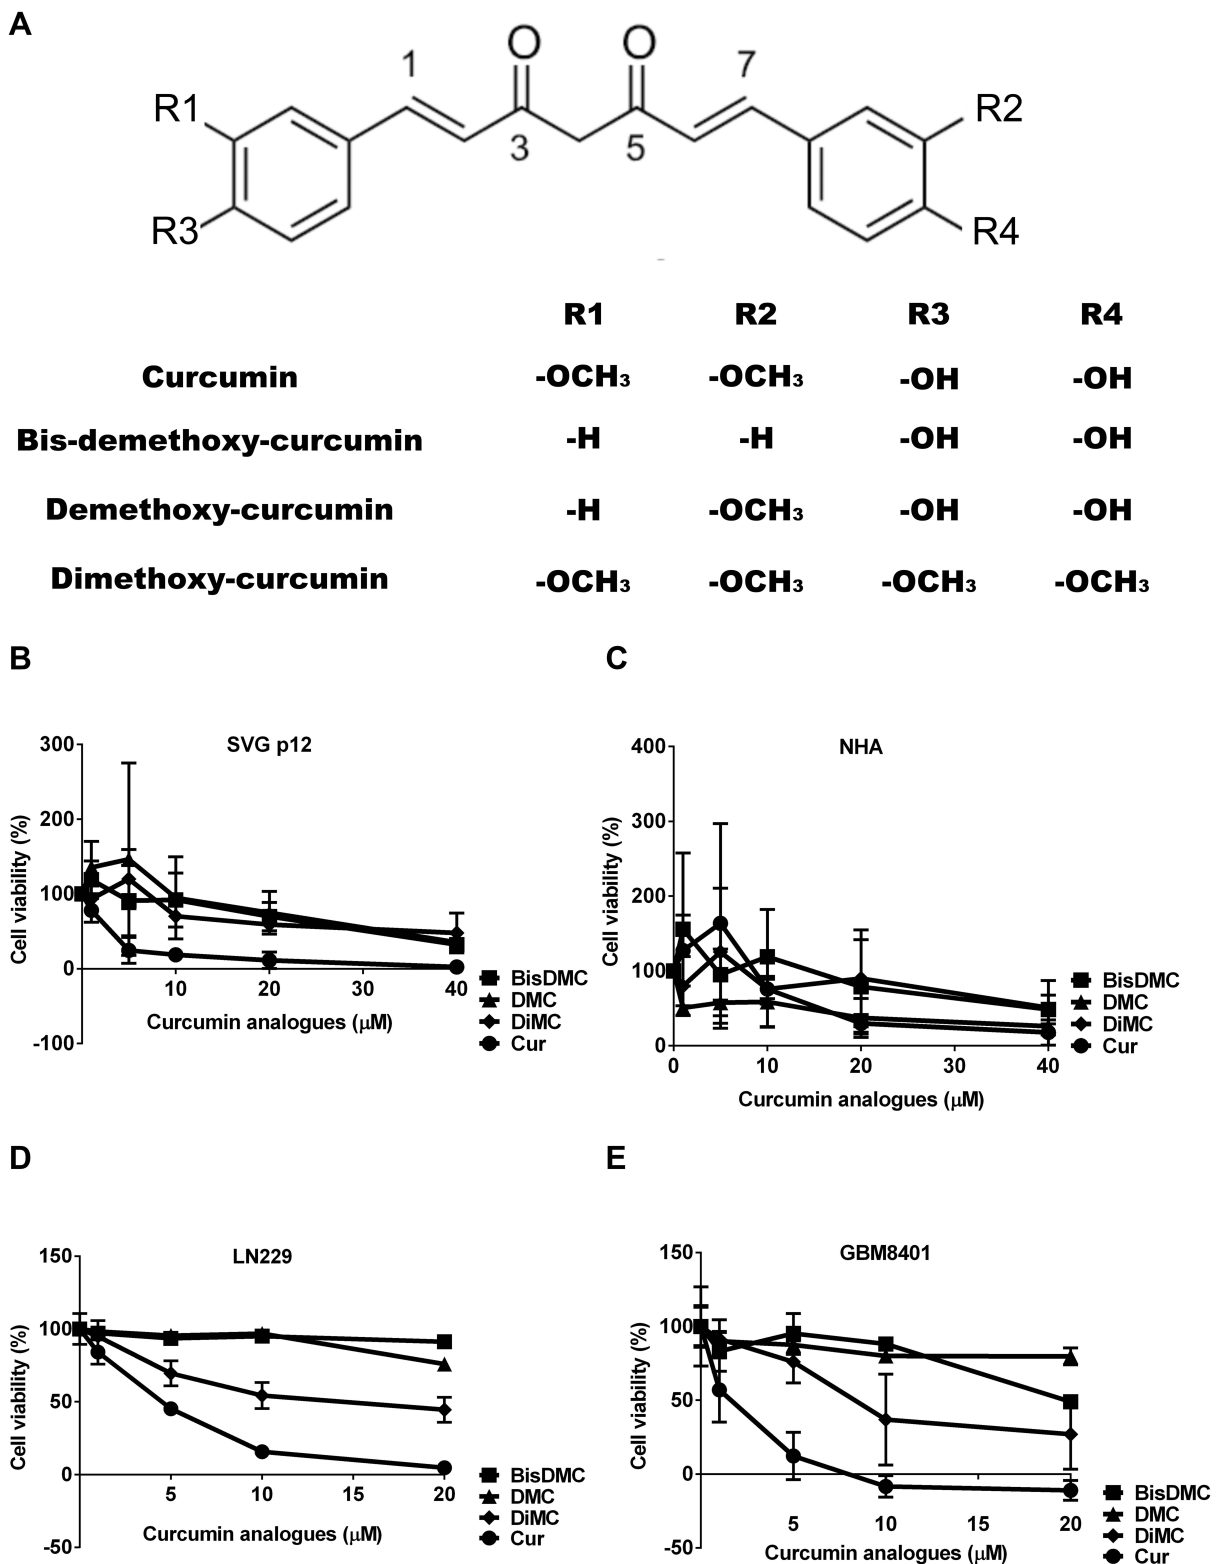 A
O O
1 7
R1 R2
3 5
R3 R4
R1 R2 R3 R4
Curcumin -OCH₃ -OCH₃ -OH -OH
Bis-demethoxy-curcumin -H -H -OH -OH
Demethoxy-curcumin -H -OCH₃ -OH -OH
Dimethoxy-curcumin -OCH₃ -OCH₃ -OCH₃ -OCH₃
B
SVG p12
Cell viability (%)
300
200
100
0
-100
10 20 30 40
Curcumin analogues (μM)
BisDMC
DMC
DiMC
Cur
C
NHA
Cell viability (%)
400
300
200
100
0
0 10 20 30 40
Curcumin analogues (μM)
BisDMC
DMC
DiMC
Cur
D
LN229
Cell viability (%)
150
100
50
0
-50
5 10 15 20
Curcumin analogues (μM)
BisDMC
DMC
DiMC
Cur
E
GBM8401
Cell viability (%)
150
100
50
0
-50
5 10 15 20
Curcumin analogues (μM)
BisDMC
DMC
DiMC
Cur